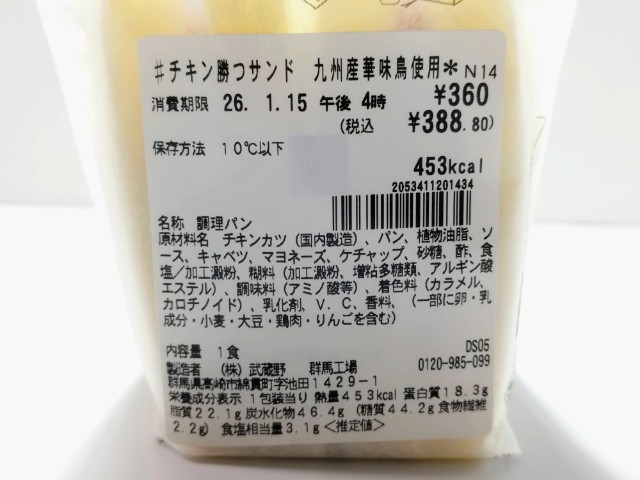 #チキン勝つサンド 九州産華味鳥使用* N14
消費期限 26. 1.15 午後 4時 ¥360
(税込 ¥388.80)
保存方法 10℃以下
453kcal
2053411201434
名称 調理パン
原材料名 チキンカツ(国内製造)、パン、植物油脂、ソ
ース、キャベツ、マヨネーズ、ケチャップ、砂糖、酢、食
塩/加工澱粉、糊料(加工澱粉、増粘多糖類、アルギン酸
エステル)、調味料(アミノ酸等)、着色料(カラメル、
カロチノイド)、乳化剤、V.C、香料、(一部に卵・乳
成分・小麦・大豆・鶏肉・りんごを含む)
内容量 1食 DS05
製造者 (株)武蔵野 群馬工場 0120-985-099
群馬県高崎市綿貫町字池田1429-1
栄養成分表示 1包装当り 熱量453kcal 蛋白質18.3g
脂質22.1g 炭水化物46.4g (糖質44.2g 食物繊維
2.2g) 食塩相当量3.1g <推定値>